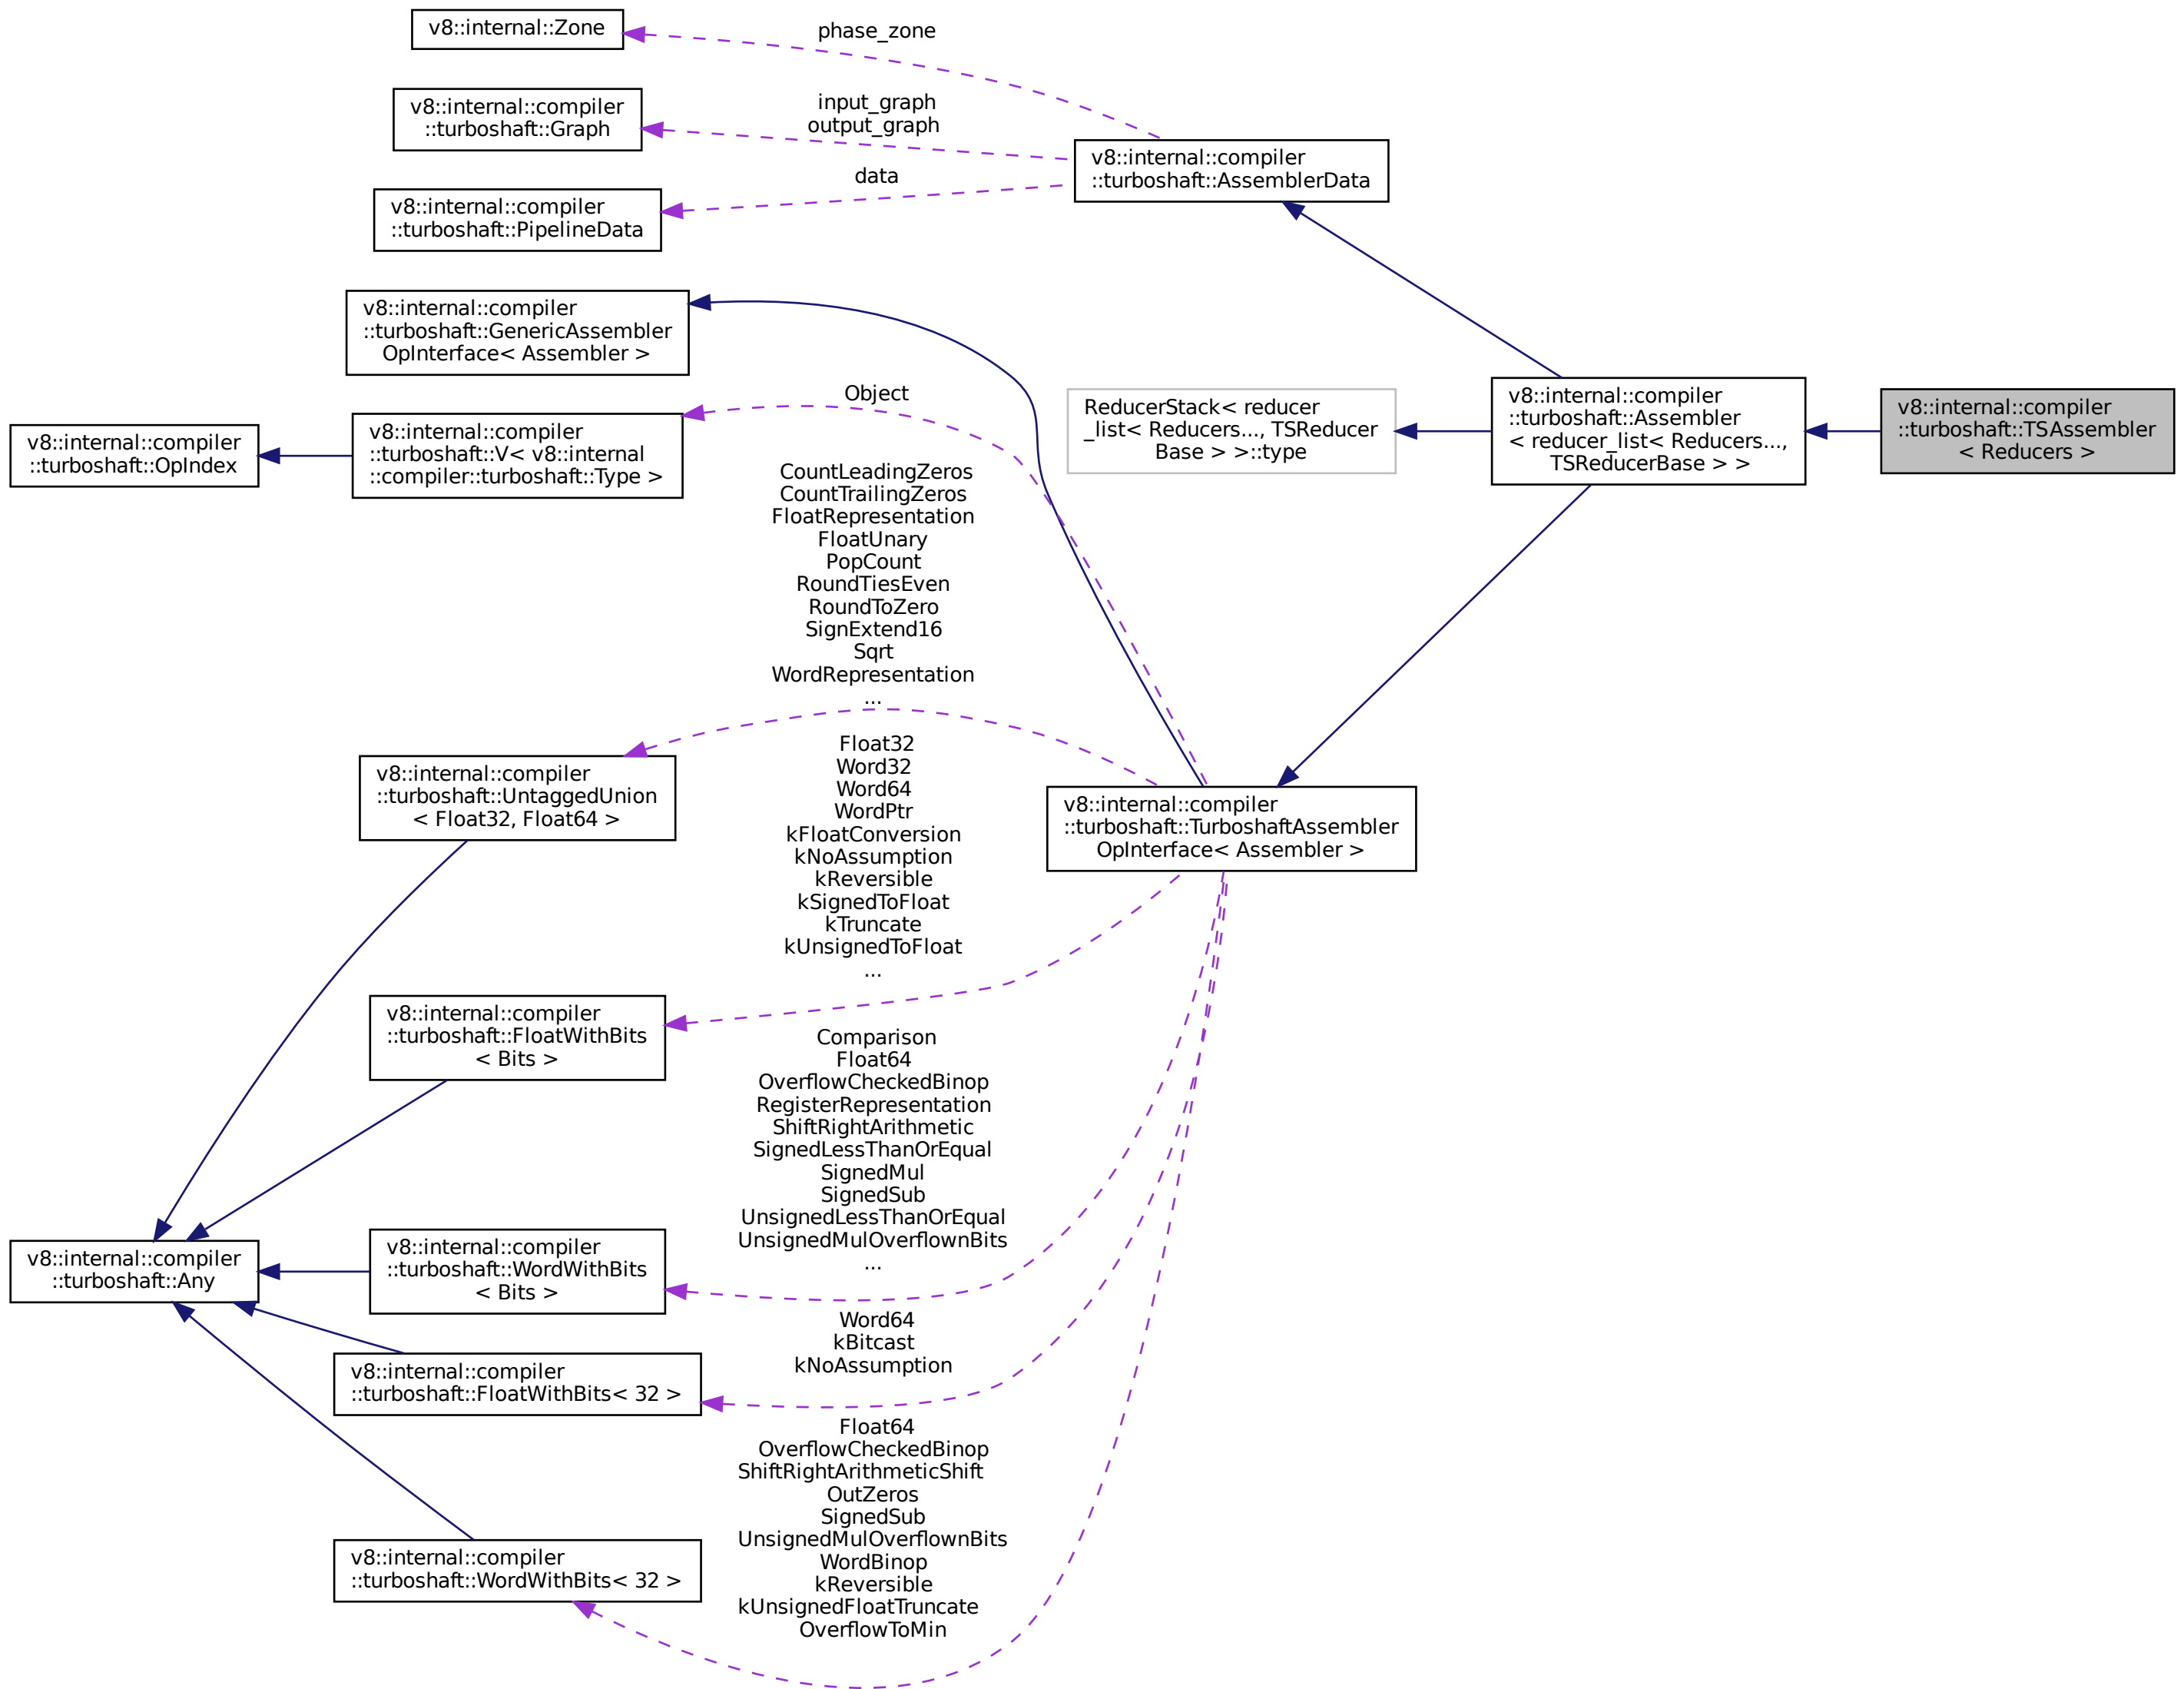 v8::internal::Zone
phase_zone
v8::internal::compiler
::turboshaft::Graph
input_graph
output_graph
v8::internal::compiler
::turboshaft::AssemblerData
data
v8::internal::compiler
::turboshaft::PipelineData
v8::internal::compiler
::turboshaft::GenericAssembler
OpInterface< Assembler >
Object
v8::internal::compiler
::turboshaft::OpIndex
v8::internal::compiler
::turboshaft::V< v8::internal
::compiler::turboshaft::Type >
ReducerStack< reducer
_list< Reducers..., TSReducer
Base > >::type
v8::internal::compiler
::turboshaft::Assembler
< reducer_list< Reducers...,
TSReducerBase > >
v8::internal::compiler
::turboshaft::TSAssembler
< Reducers >
CountLeadingZeros
CountTrailingZeros
FloatRepresentation
FloatUnary
PopCount
RoundTiesEven
RoundToZero
SignExtend16
Sqrt
WordRepresentation
...
v8::internal::compiler
::turboshaft::UntaggedUnion
< Float32, Float64 >
Float32
Word32
Word64
WordPtr
kFloatConversion
kNoAssumption
kReversible
kSignedToFloat
kTruncate
kUnsignedToFloat
...
v8::internal::compiler
::turboshaft::TurboshaftAssembler
OpInterface< Assembler >
v8::internal::compiler
::turboshaft::FloatWithBits
< Bits >
Comparison
Float64
OverflowCheckedBinop
RegisterRepresentation
ShiftRightArithmetic
SignedLessThanOrEqual
SignedMul
SignedSub
UnsignedLessThanOrEqual
UnsignedMulOverflownBits
...
v8::internal::compiler
::turboshaft::Any
v8::internal::compiler
::turboshaft::WordWithBits
< Bits >
Word64
kBitcast
kNoAssumption
v8::internal::compiler
::turboshaft::FloatWithBits< 32 >
Float64
OverflowCheckedBinop
ShiftRightArithmeticShift
OutZeros
SignedSub
UnsignedMulOverflownBits
WordBinop
kReversible
kUnsignedFloatTruncate
OverflowToMin
v8::internal::compiler
::turboshaft::WordWithBits< 32 >